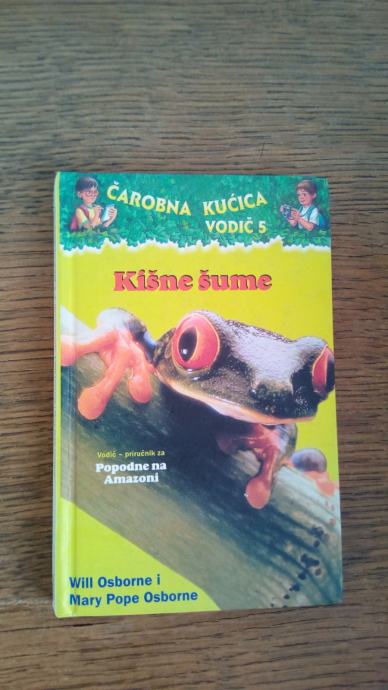 ČAROBNA KUĆICA
VODIČ 5
Kišne šume
Vodič – priručnik za
Popodne na
Amazoni
Will Osborne i
Mary Pope Osborne